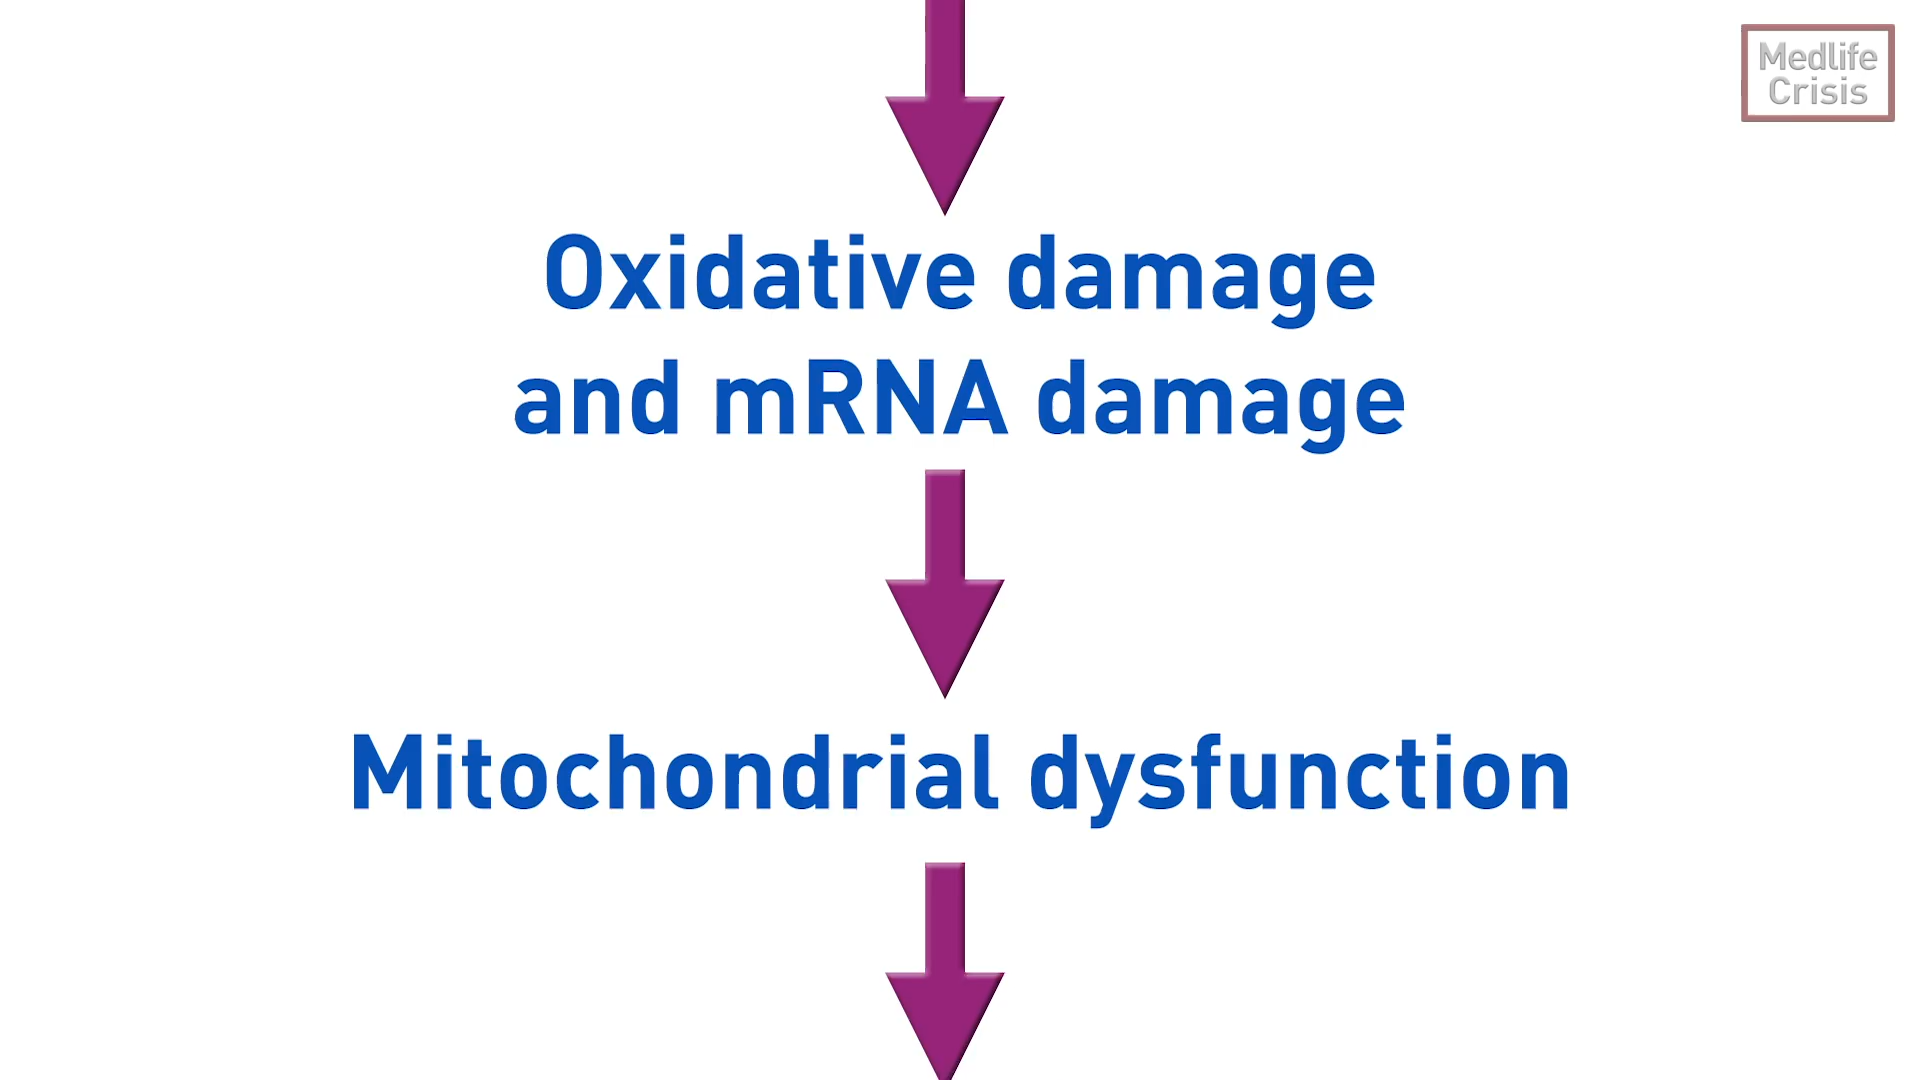 Medlife
Crisis
Oxidative damage
and mRNA damage
Mitochondrial dysfunction